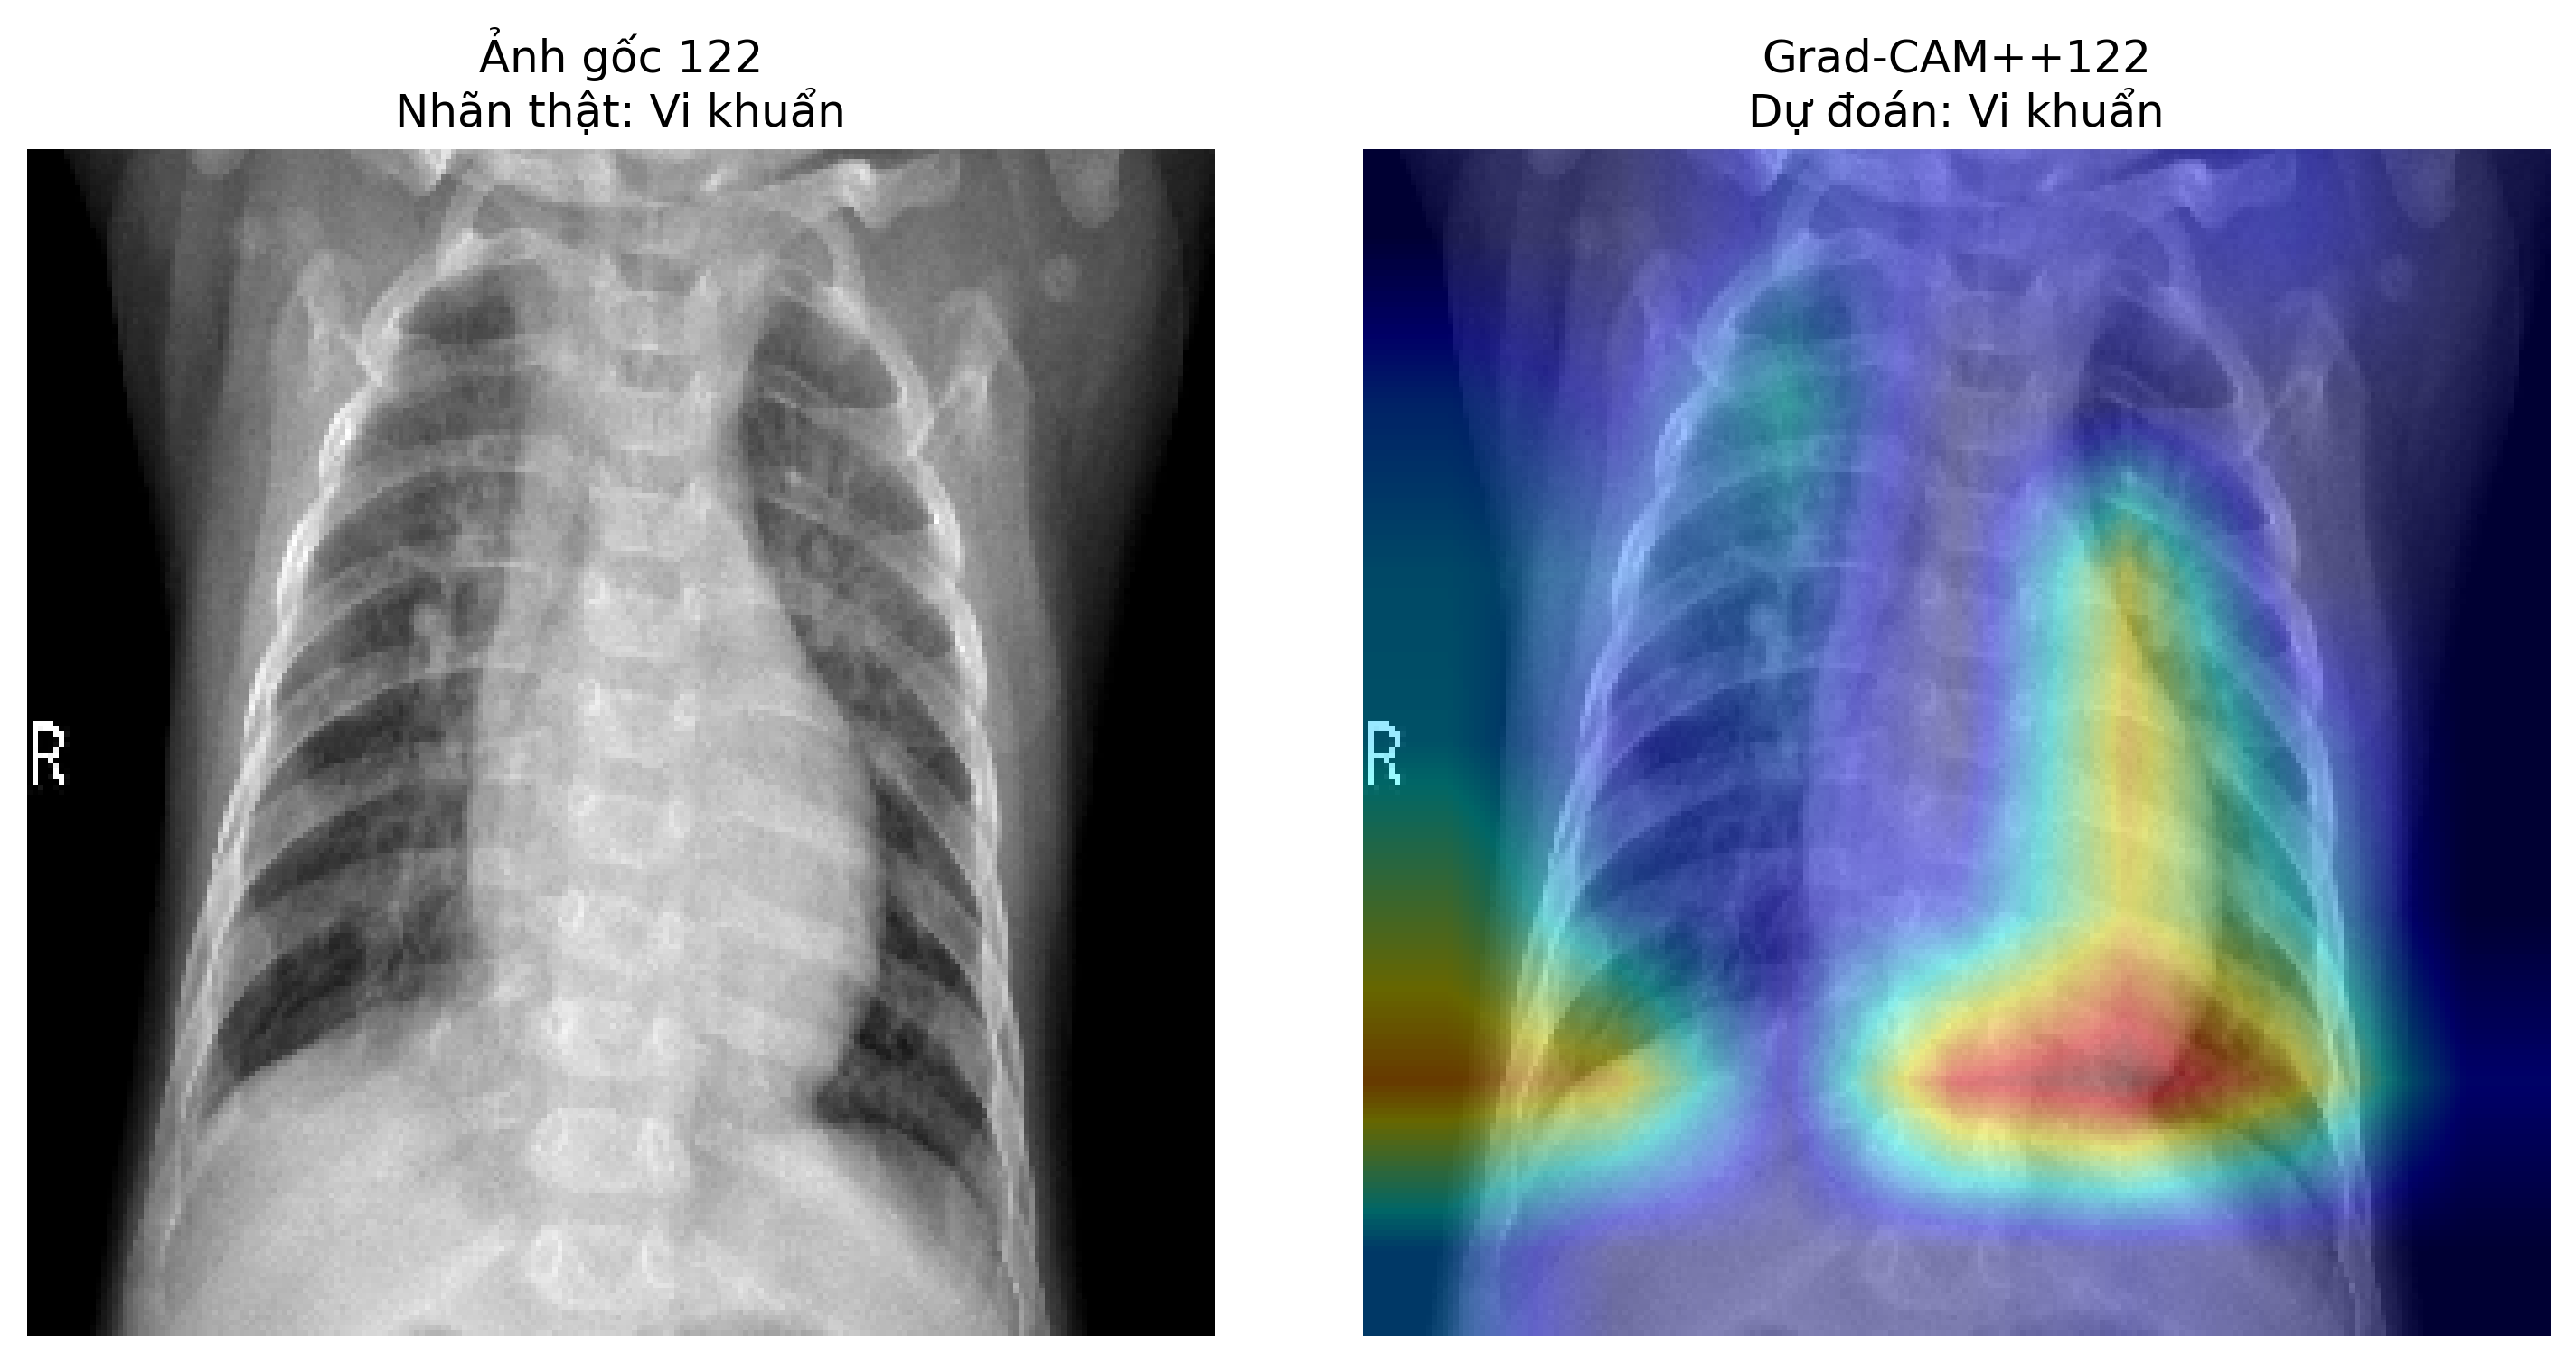 Ảnh gốc 122
Nhãn thật: Vi khuẩn
Grad-CAM++122
Dự đoán: Vi khuẩn
R
R